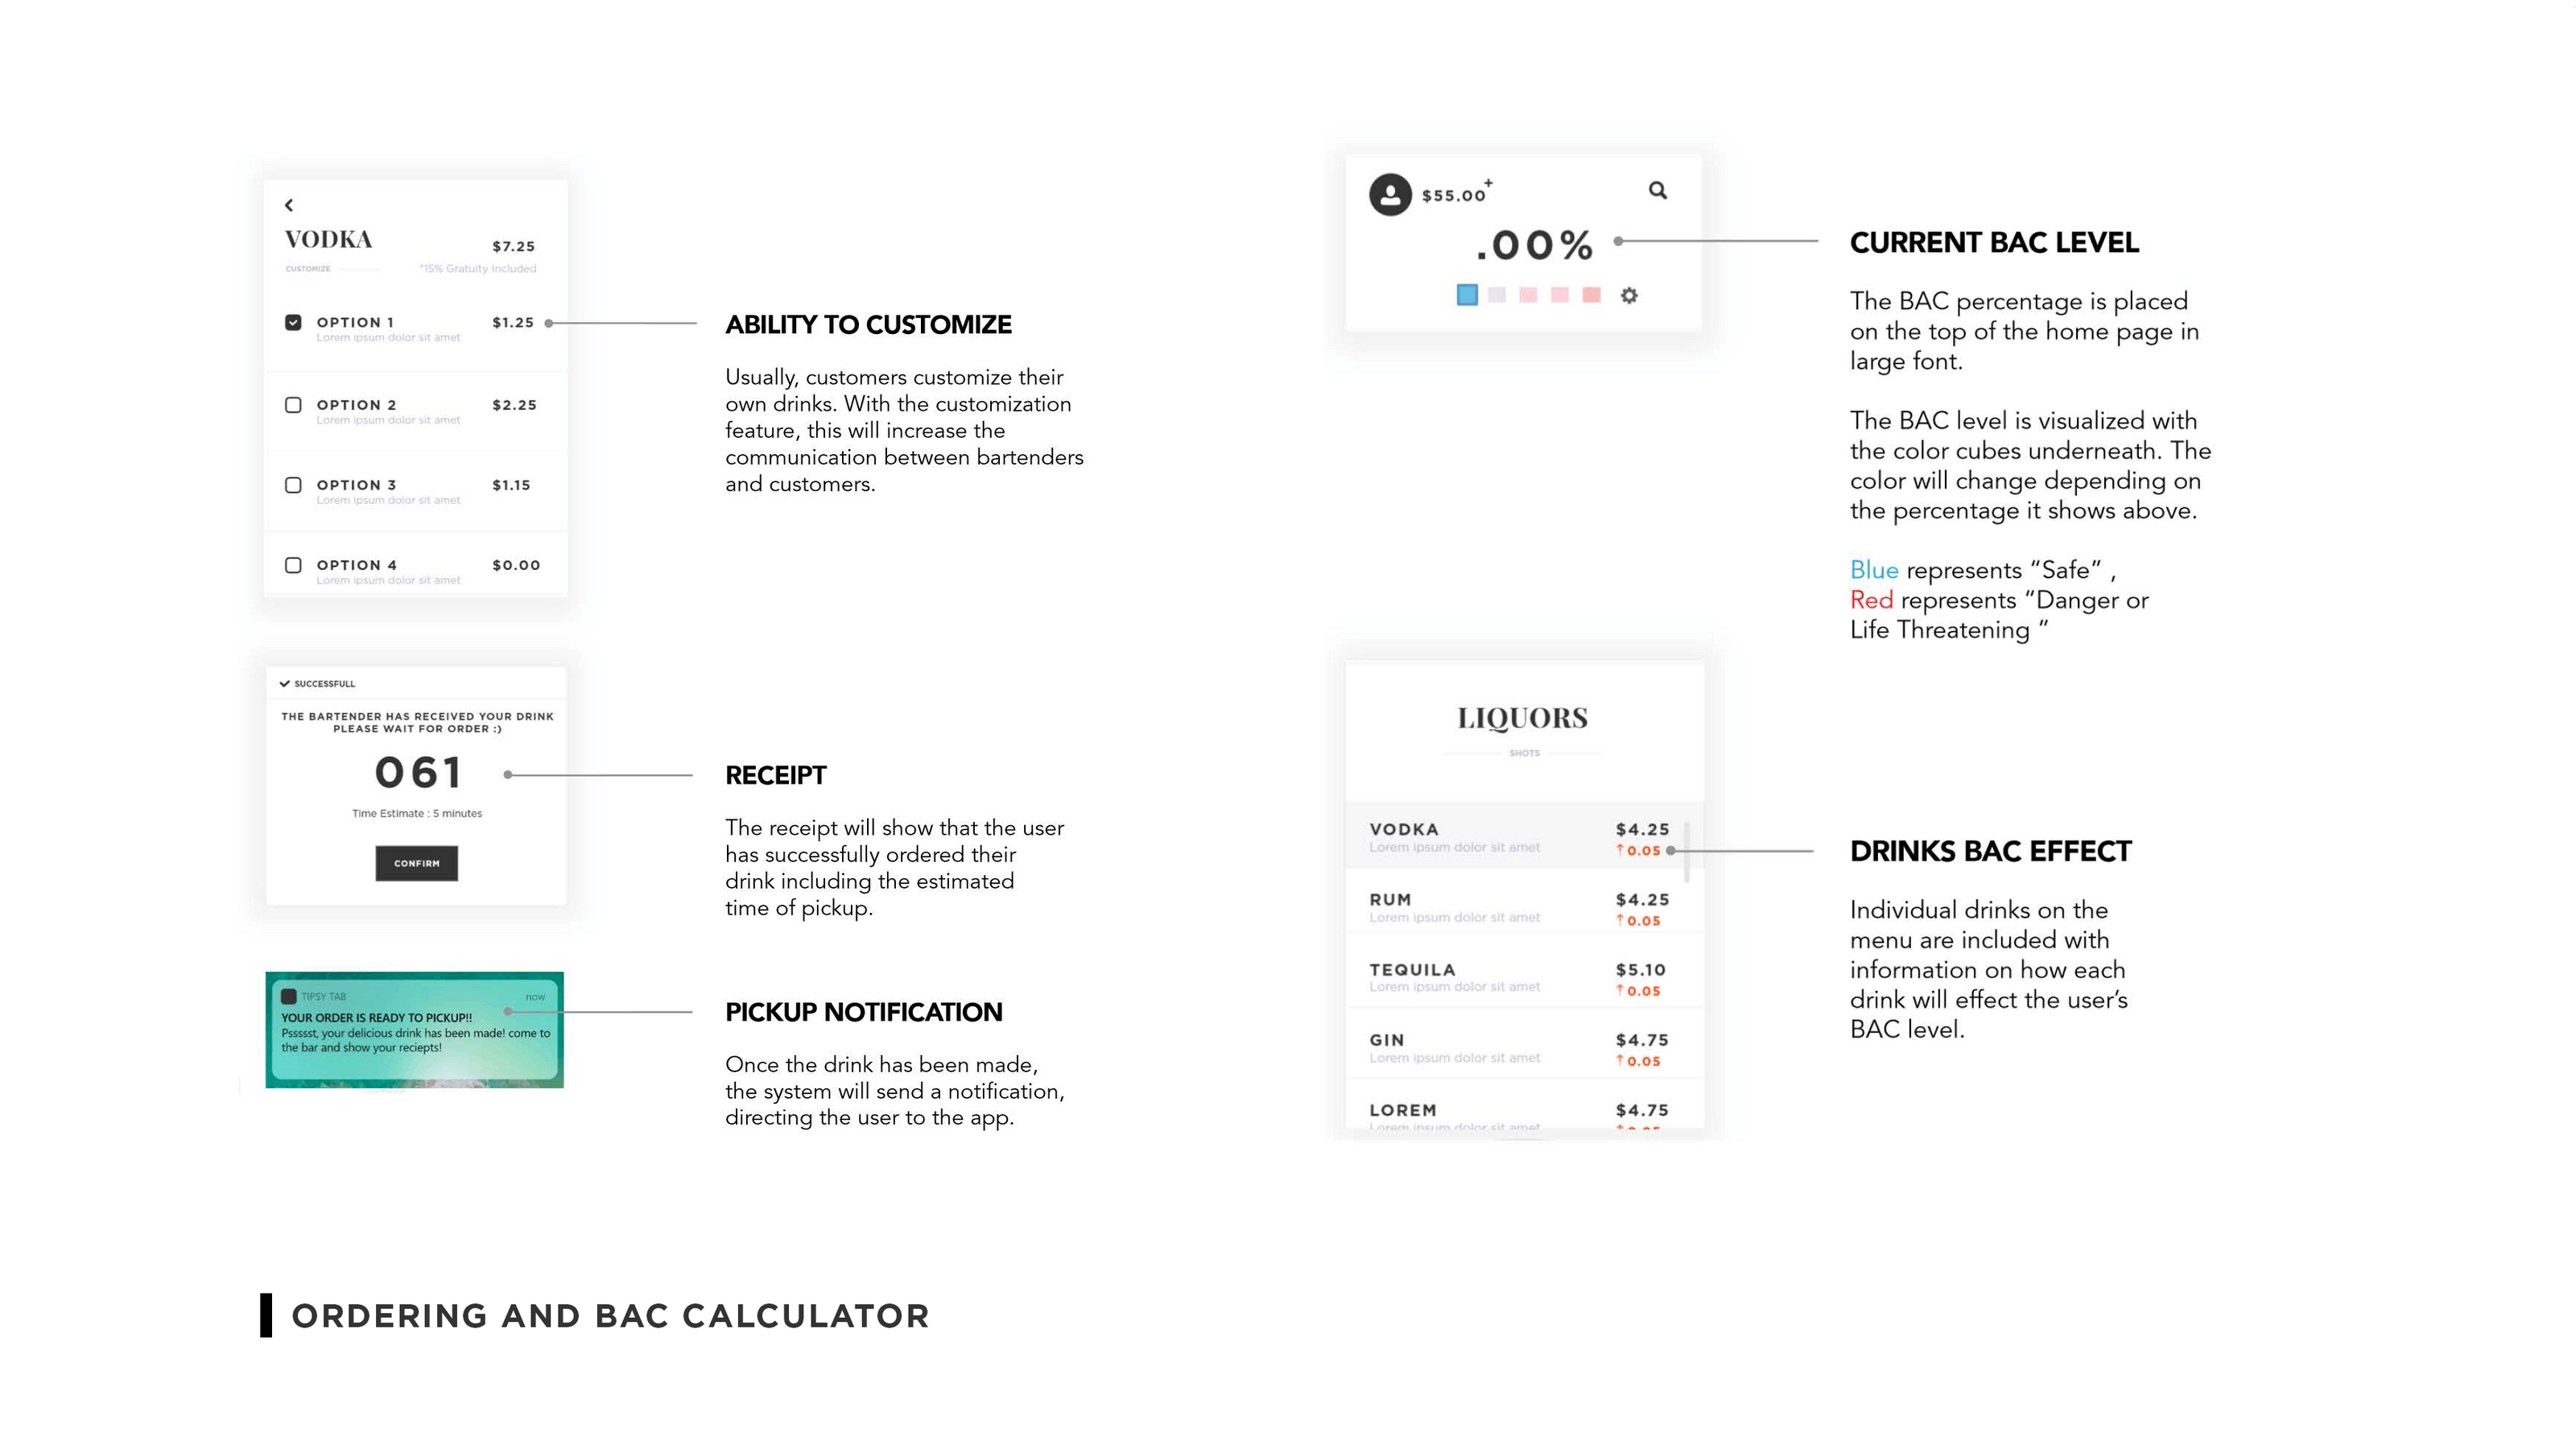 VODKA
$7.25
CUSTOMIZE
*15% Gratuity Included
OPTION 1
$1.25
Lorem ipsum dolor sit amet
OPTION 2
$2.25
Lorem ipsum dolor sit amet
OPTION 3
$1.15
Lorem ipsum dolor sit amet
OPTION 4
$0.00
Lorem ipsum dolor sit amet
ABILITY TO CUSTOMIZE
Usually, customers customize their
own drinks. With the customization
feature, this will increase the
communication between bartenders
and customers.
SUCCESSFULL
THE BARTENDER HAS RECEIVED YOUR DRINK
PLEASE WAIT FOR ORDER :)
061
Time Estimate : 5 minutes
CONFIRM
RECEIPT
The receipt will show that the user
has successfully ordered their
drink including the estimated
time of pickup.
TIPSY TAB
now
YOUR ORDER IS READY TO PICKUP!!
Pssssst, your delicious drink has been made! come to
the bar and show your reciepts!
PICKUP NOTIFICATION
Once the drink has been made,
the system will send a notification,
directing the user to the app.
$55.00+
.00%
CURRENT BAC LEVEL
The BAC percentage is placed
on the top of the home page in
large font.
The BAC level is visualized with
the color cubes underneath. The
color will change depending on
the percentage it shows above.
Blue represents “Safe” ,
Red represents “Danger or
Life Threatening ”
LIQUORS
SHOTS
VODKA
$4.25
Lorem ipsum dolor sit amet
↑0.05
RUM
$4.25
Lorem ipsum dolor sit amet
↑0.05
TEQUILA
$5.10
Lorem ipsum dolor sit amet
↑0.05
GIN
$4.75
Lorem ipsum dolor sit amet
↑0.05
LOREM
$4.75
Lorem ipsum dolor sit amet
DRINKS BAC EFFECT
Individual drinks on the
menu are included with
information on how each
drink will effect the user’s
BAC level.
ORDERING AND BAC CALCULATOR